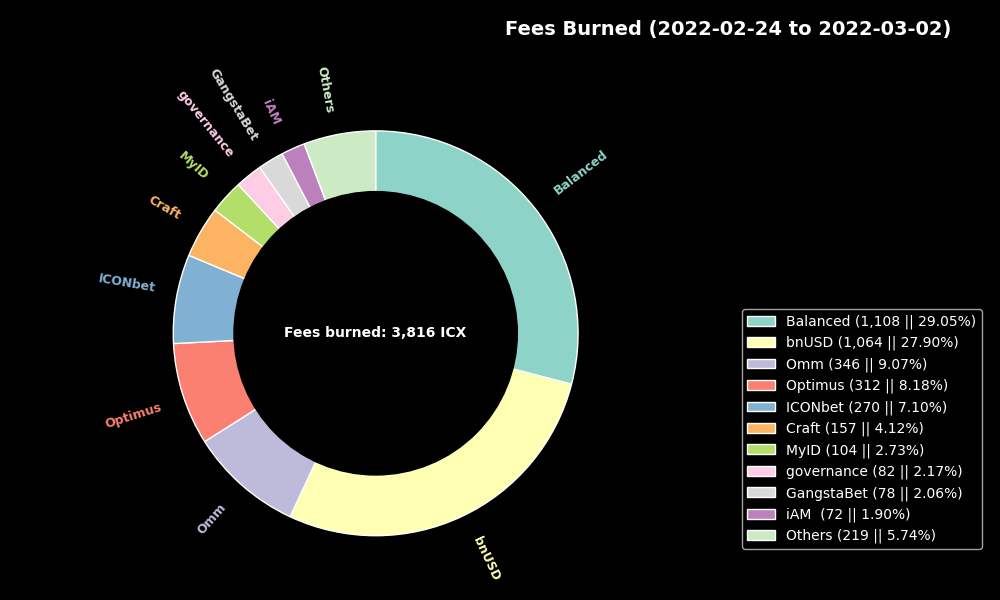 Fees Burned (2022-02-24 to 2022-03-02)
Others
iAM
GangstaBet
governance
MyID
Craft
ICONbet
Optimus
Omm
bnUSD
Balanced
Fees burned: 3,816 ICX
Balanced (1,108 || 29.05%)
bnUSD (1,064 || 27.90%)
Omm (346 || 9.07%)
Optimus (312 || 8.18%)
ICONbet (270 || 7.10%)
Craft (157 || 4.12%)
MyID (104 || 2.73%)
governance (82 || 2.17%)
GangstaBet (78 || 2.06%)
iAM  (72 || 1.90%)
Others (219 || 5.74%)